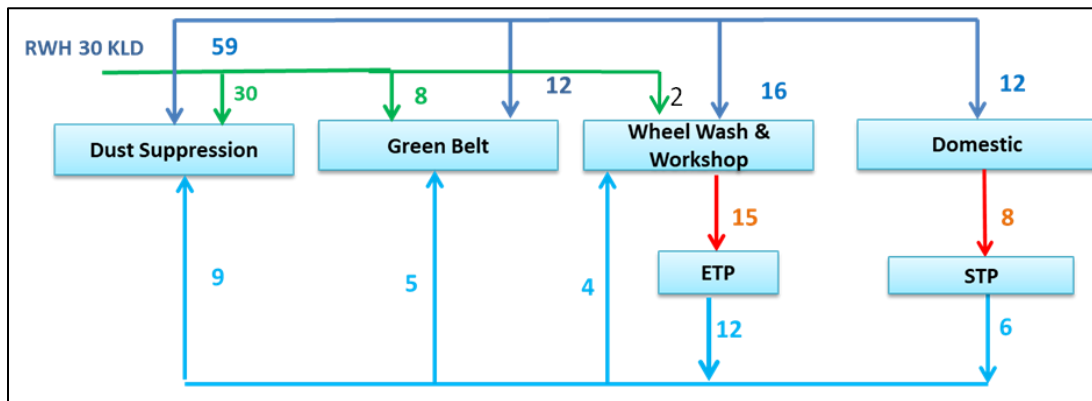 RWH 30 KLD
59
30
8
12
2
16
12
Dust Suppression
Green Belt
Wheel Wash &
Workshop
Domestic
15
8
ETP
STP
9
5
4
12
6